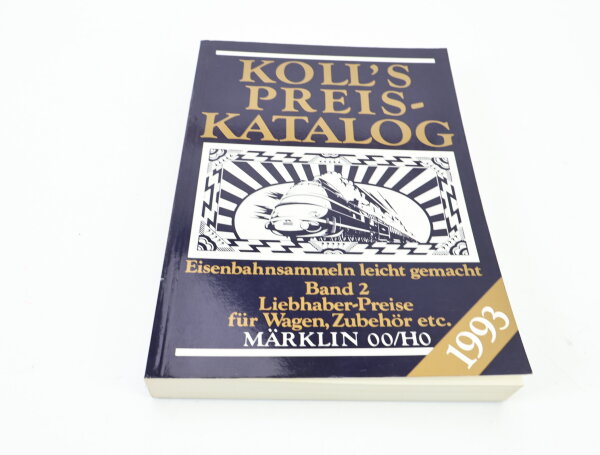 KOLL'S
PREIS-
KATALOG
Eisenbahnsammeln leicht gemacht
Band 2
Liebhaber-Preise
für Wagen, Zubehör etc.
MÄRKLIN 00/H0
1993